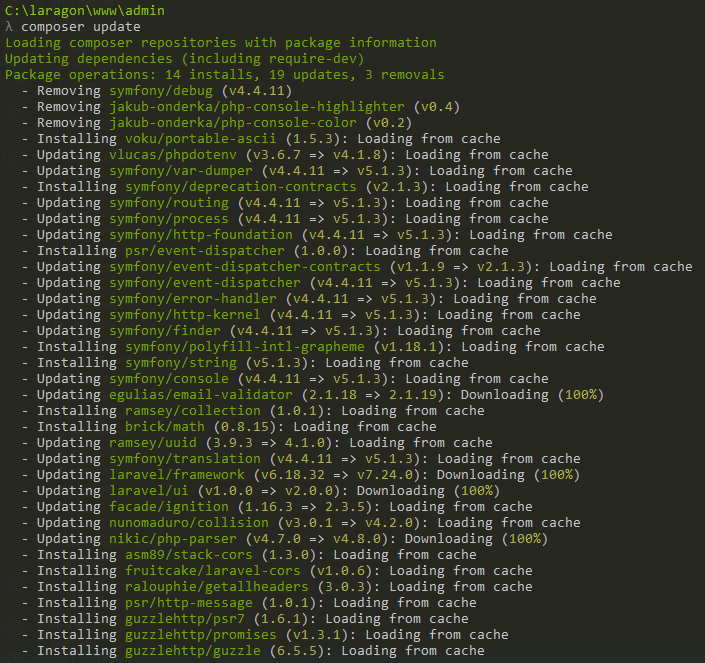 C:\laragon\www\admin
λ composer update
Loading composer repositories with package information
Updating dependencies (including require-dev)
Package operations: 14 installs, 19 updates, 3 removals
  - Removing symfony/debug (v4.4.11)
  - Removing jakub-onderka/php-console-highlighter (v0.4)
  - Removing jakub-onderka/php-console-color (v0.2)
  - Installing voku/portable-ascii (1.5.3): Loading from cache
  - Updating vlucas/phpdotenv (v3.6.7 => v4.1.8): Loading from cache
  - Updating symfony/var-dumper (v4.4.11 => v5.1.3): Loading from cache
  - Installing symfony/deprecation-contracts (v2.1.3): Loading from cache
  - Updating symfony/routing (v4.4.11 => v5.1.3): Loading from cache
  - Updating symfony/process (v4.4.11 => v5.1.3): Loading from cache
  - Updating symfony/http-foundation (v4.4.11 => v5.1.3): Loading from cache
  - Installing psr/event-dispatcher (1.0.0): Loading from cache
  - Updating symfony/event-dispatcher-contracts (v1.1.9 => v2.1.3): Loading from cache
  - Updating symfony/event-dispatcher (v4.4.11 => v5.1.3): Loading from cache
  - Updating symfony/error-handler (v4.4.11 => v5.1.3): Loading from cache
  - Updating symfony/http-kernel (v4.4.11 => v5.1.3): Loading from cache
  - Updating symfony/finder (v4.4.11 => v5.1.3): Loading from cache
  - Installing symfony/polyfill-intl-grapheme (v1.18.1): Loading from cache
  - Installing symfony/string (v5.1.3): Loading from cache
  - Updating symfony/console (v4.4.11 => v5.1.3): Loading from cache
  - Updating egulias/email-validator (2.1.18 => 2.1.19): Downloading (100%)
  - Installing ramsey/collection (1.0.1): Loading from cache
  - Installing brick/math (0.8.15): Loading from cache
  - Updating ramsey/uuid (3.9.3 => 4.1.0): Loading from cache
  - Updating symfony/translation (v4.4.11 => v5.1.3): Loading from cache
  - Updating laravel/framework (v6.18.32 => v7.24.0): Downloading (100%)
  - Updating laravel/ui (v1.0.0 => v2.0.0): Downloading (100%)
  - Updating facade/ignition (1.16.3 => 2.3.5): Loading from cache
  - Updating nunomaduro/collision (v3.0.1 => v4.2.0): Loading from cache
  - Updating nikic/php-parser (v4.7.0 => v4.8.0): Downloading (100%)
  - Installing asm89/stack-cors (1.3.0): Loading from cache
  - Installing fruitcake/laravel-cors (v1.0.6): Loading from cache
  - Installing ralouphie/getallheaders (3.0.3): Loading from cache
  - Installing psr/http-message (1.0.1): Loading from cache
  - Installing guzzlehttp/psr7 (1.6.1): Loading from cache
  - Installing guzzlehttp/promises (v1.3.1): Loading from cache
  - Installing guzzlehttp/guzzle (6.5.5): Loading from cache